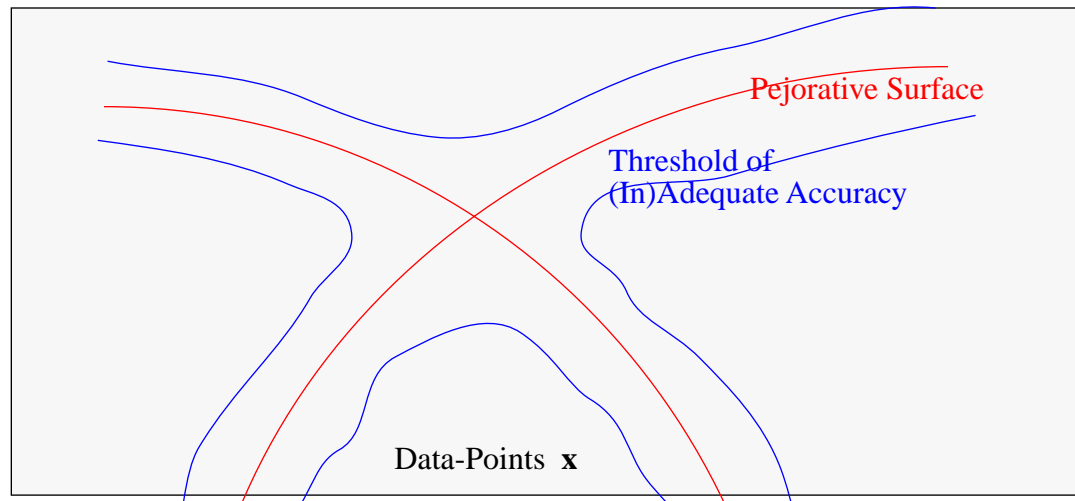 Pejorative Surface
Threshold of
(In)Adequate Accuracy
Data-Points x